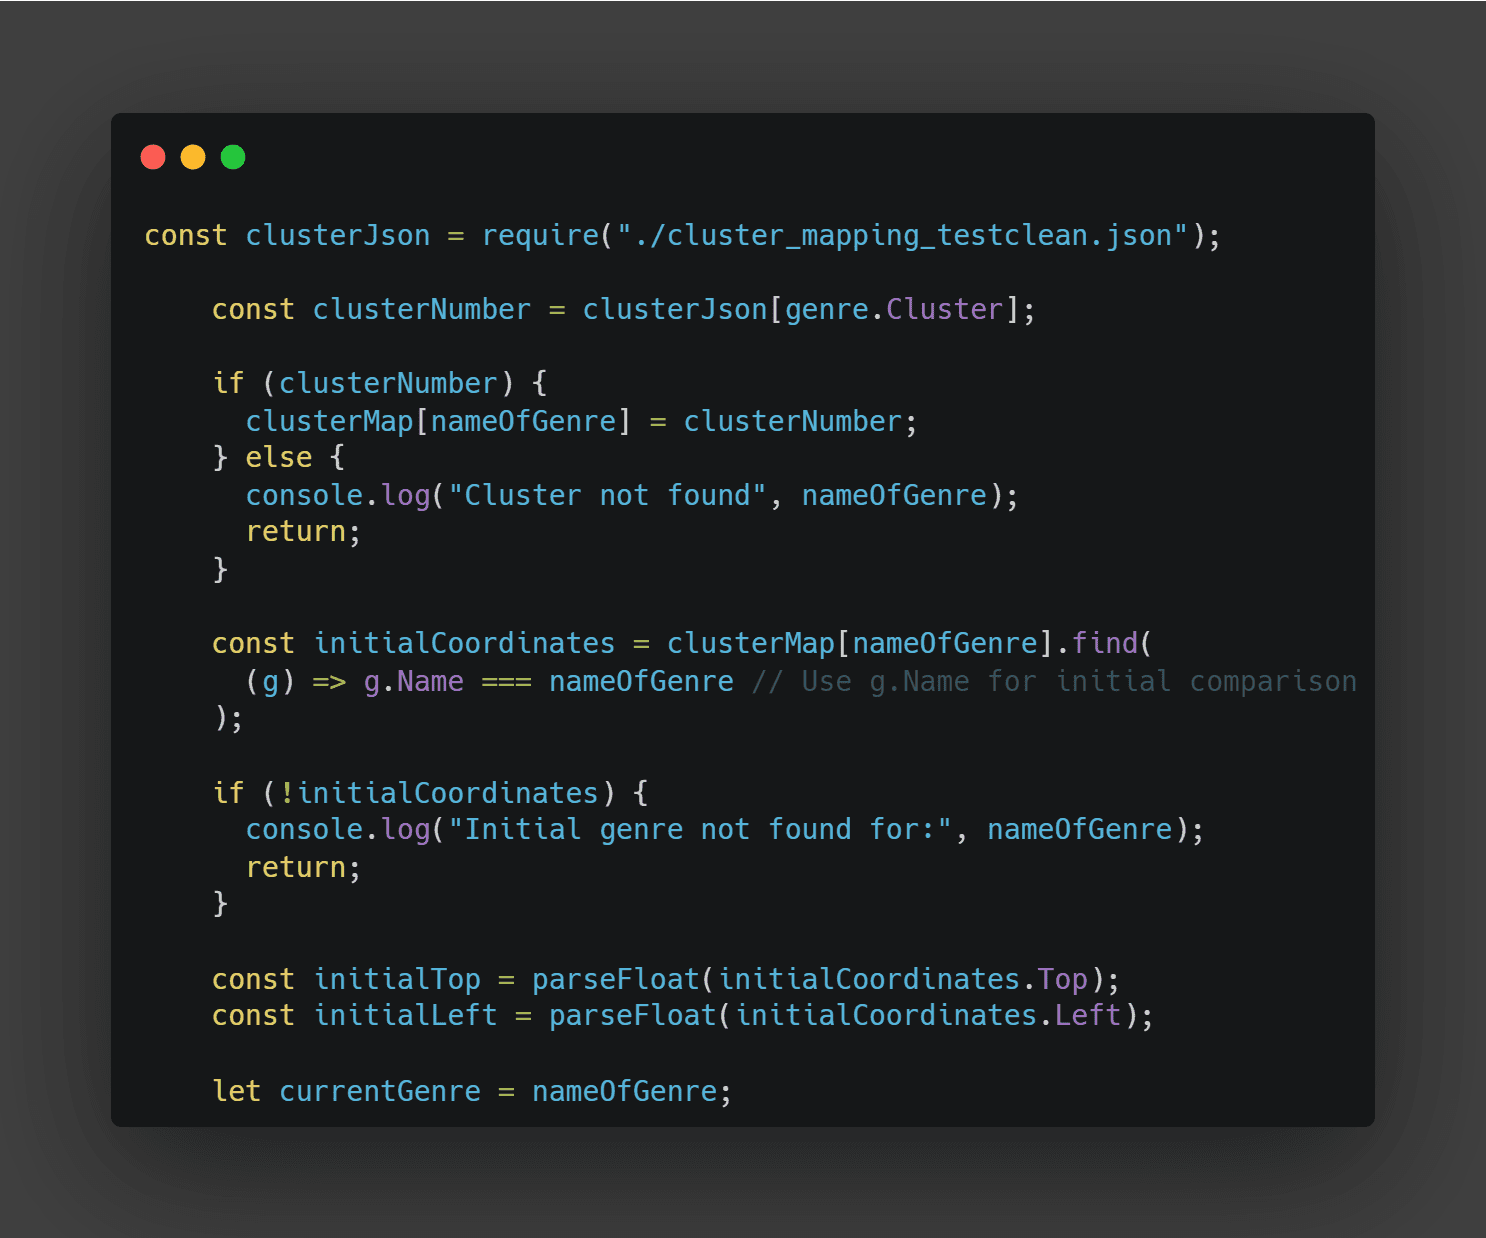 const clusterJson = require("./cluster_mapping_testclean.json");
const clusterNumber = clusterJson[genre.Cluster];
if (clusterNumber) {
clusterMap[nameOfGenre] = clusterNumber;
} else {
console.log("Cluster not found", nameOfGenre);
return;
}
const initialCoordinates = clusterMap[nameOfGenre].find(
(g) => g.Name === nameOfGenre // Use g.Name for initial comparison
);
if (!initialCoordinates) {
console.log("Initial genre not found for:", nameOfGenre);
return;
}
const initialTop = parseFloat(initialCoordinates.Top);
const initialLeft = parseFloat(initialCoordinates.Left);
let currentGenre = nameOfGenre;